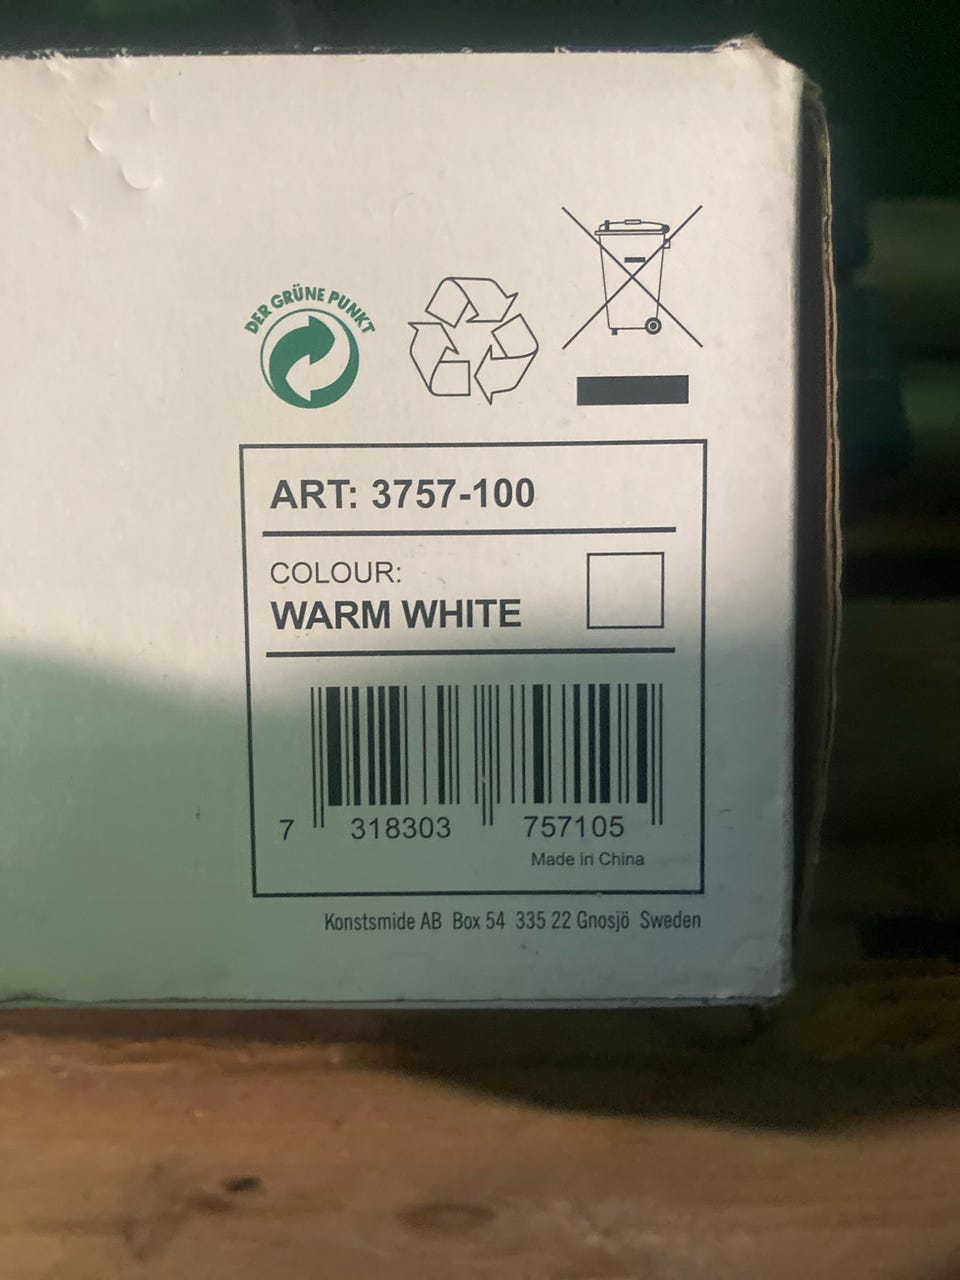 DER GRÜNE PUNKT
ART: 3757-100
COLOUR:
WARM WHITE
7 318303 757105
Made in China
Konstsmide AB Box 54 335 22 Gnosjö Sweden